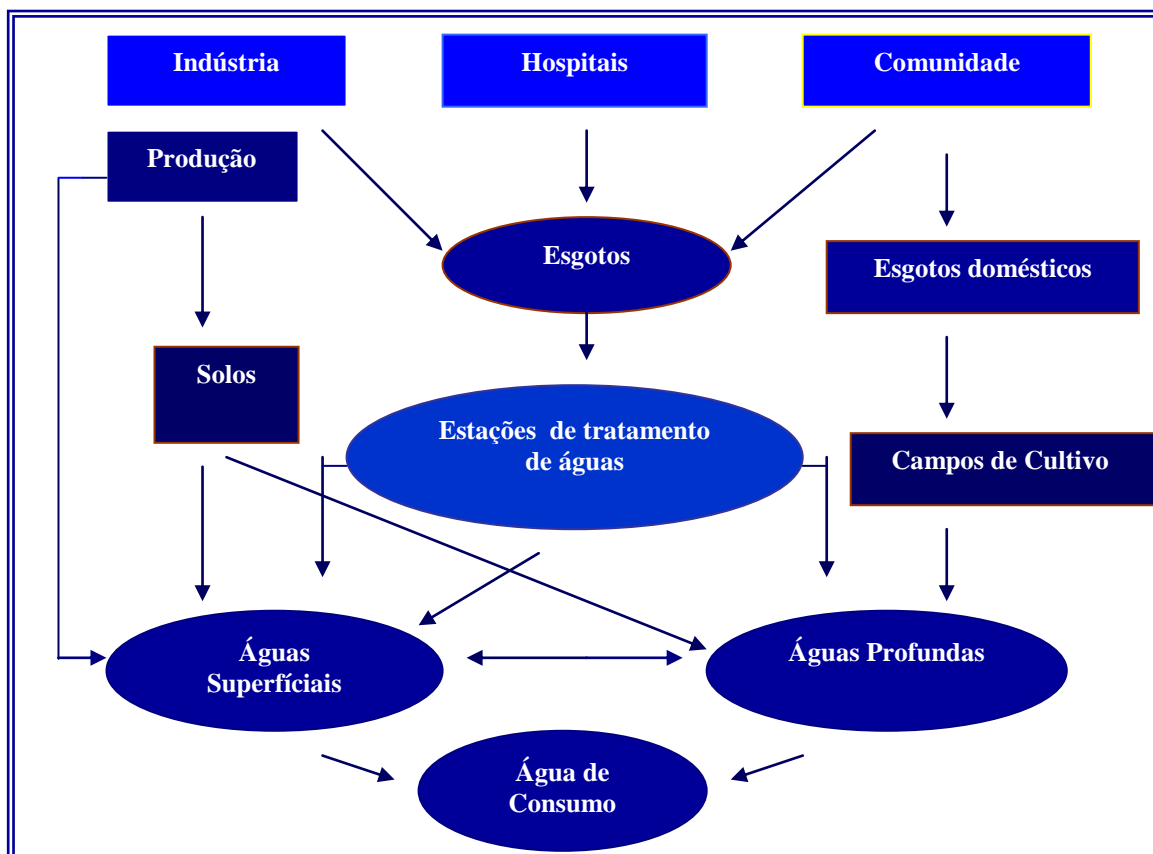 Indústria
Hospitais
Comunidade
Produção
Esgotos
Esgotos domésticos
Solos
Estações de tratamento
de águas
Campos de Cultivo
Águas
Superfíciais
Águas Profundas
Água de
Consumo